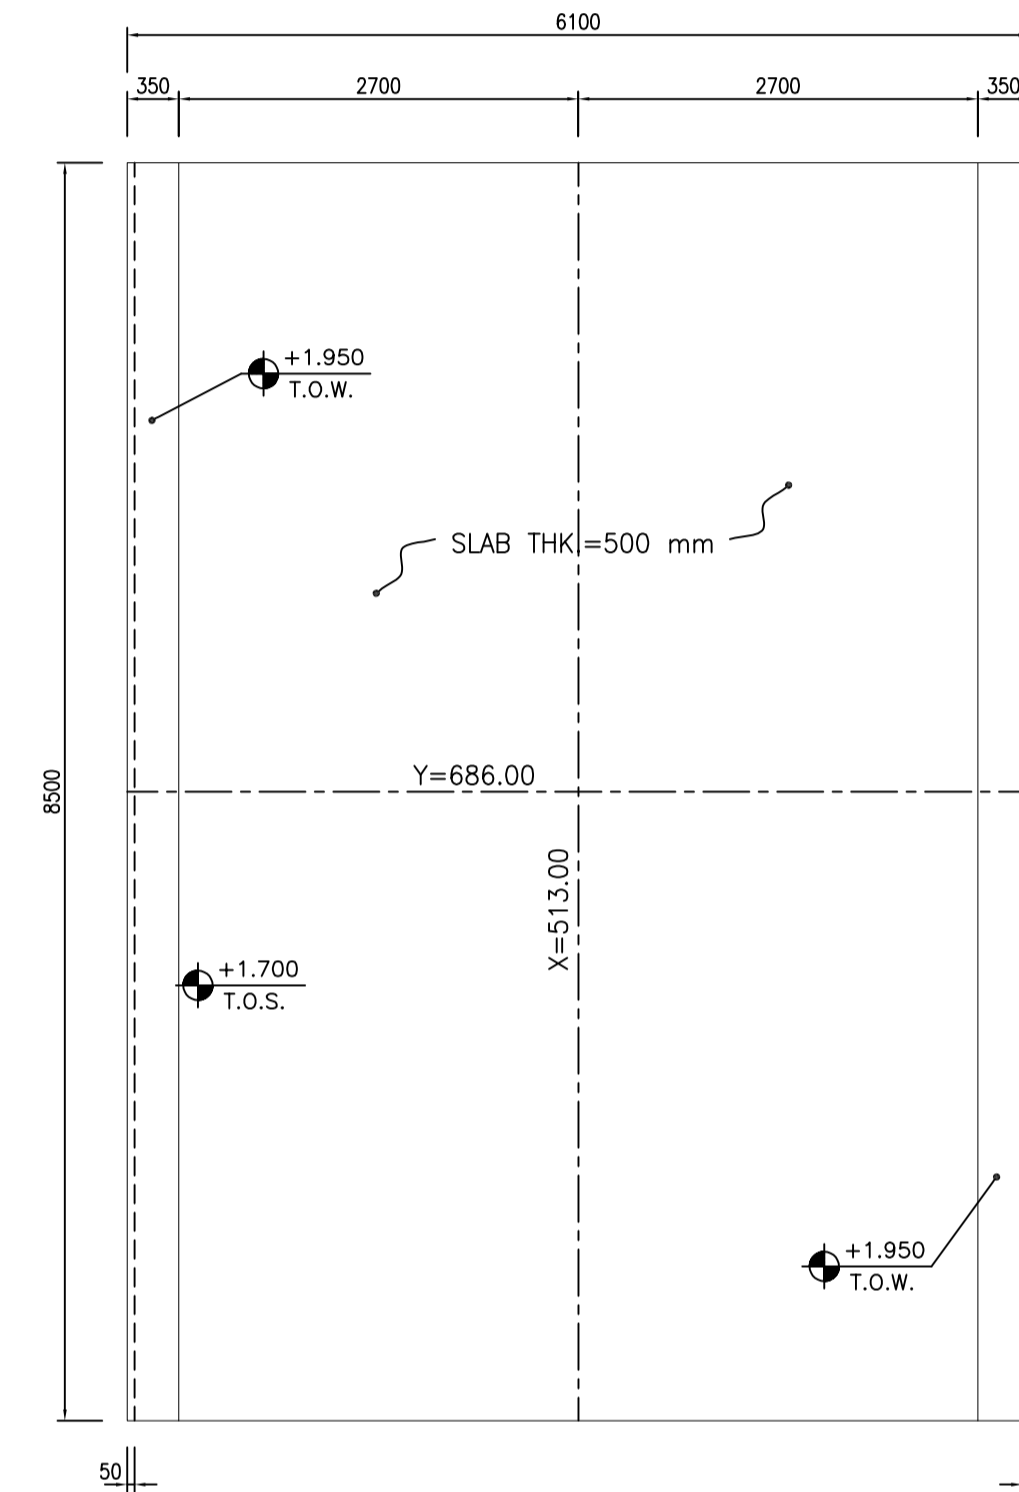 6100
350 2700 2700 350
+1.950
T.O.W.
SLAB THK.=500 mm
Y=686.00
8500
X=513.00
+1.700
T.O.S.
+1.950
T.O.W.
50